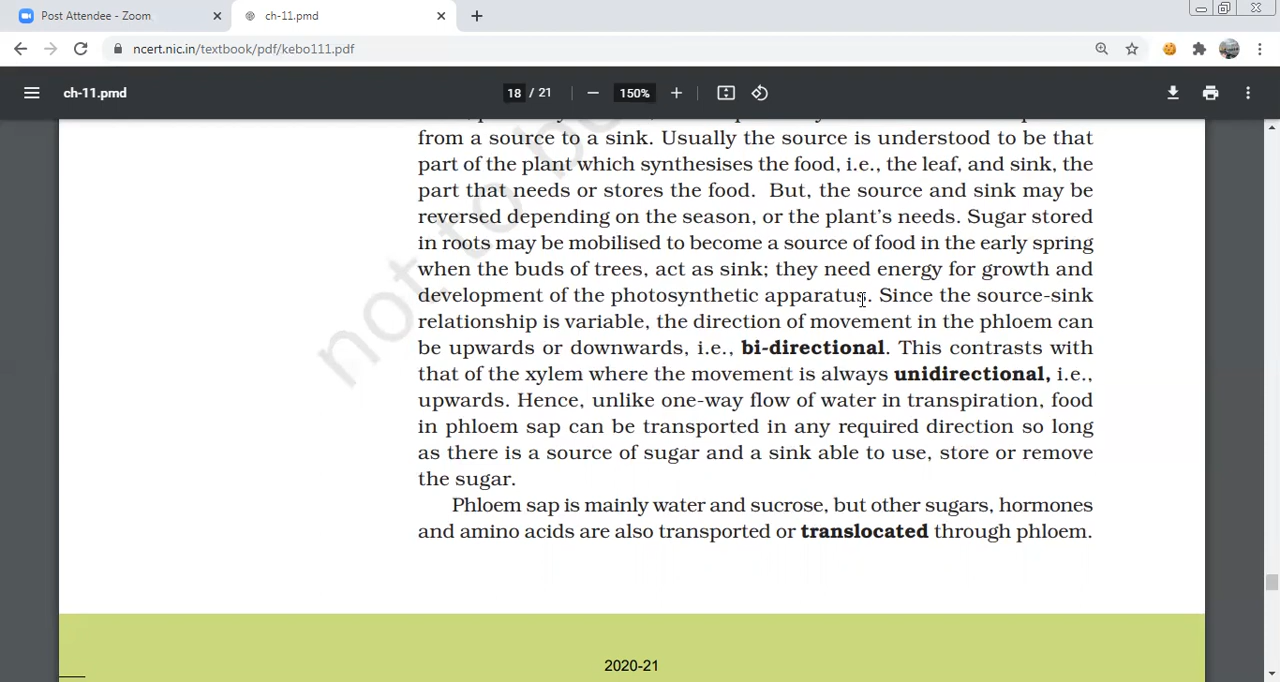 Post Attendee - Zoom
ch-11.pmd
ncert.nic.in/textbook/pdf/kebo111.pdf
ch-11.pmd
18 / 21
150%
from a source to a sink. Usually the source is understood to be that
part of the plant which synthesises the food, i.e., the leaf, and sink, the
part that needs or stores the food. But, the source and sink may be
reversed depending on the season, or the plant's needs. Sugar stored
in roots may be mobilised to become a source of food in the early spring
when the buds of trees, act as sink; they need energy for growth and
development of the photosynthetic apparatus. Since the source-sink
relationship is variable, the direction of movement in the phloem can
be upwards or downwards, i.e., bi-directional. This contrasts with
that of the xylem where the movement is always unidirectional, i.e.,
upwards. Hence, unlike one-way flow of water in transpiration, food
in phloem sap can be transported in any required direction so long
as there is a source of sugar and a sink able to use, store or remove
the sugar.
Phloem sap is mainly water and sucrose, but other sugars, hormones
and amino acids are also transported or translocated through phloem.
not to be
2020-21